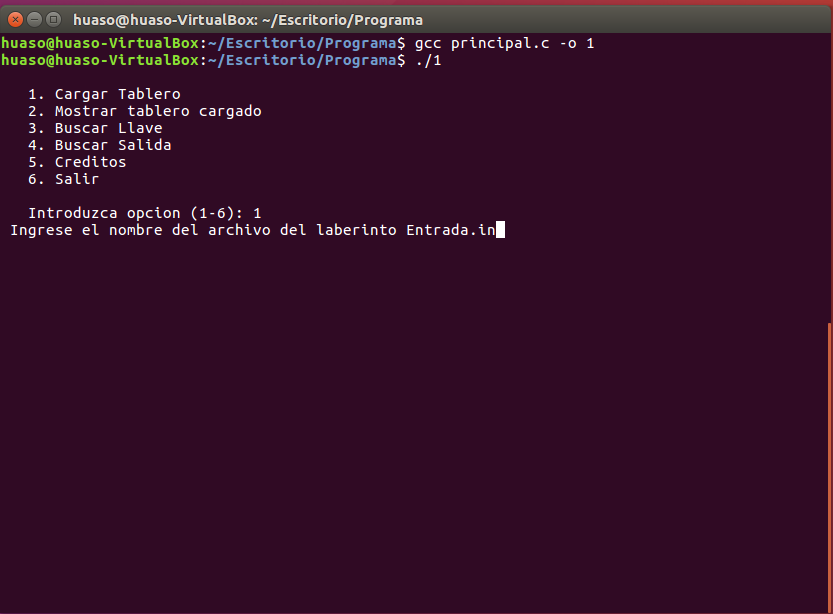 huaso@huaso-VirtualBox: ~/Escritorio/Programa
huaso@huaso-VirtualBox:~/Escritorio/Programa$ gcc principal.c -o 1
huaso@huaso-VirtualBox:~/Escritorio/Programa$ ./1
1. Cargar Tablero
2. Mostrar tablero cargado
3. Buscar Llave
4. Buscar Salida
5. Creditos
6. Salir
Introduzca opcion (1-6): 1
Ingrese el nombre del archivo del laberinto Entrada.in